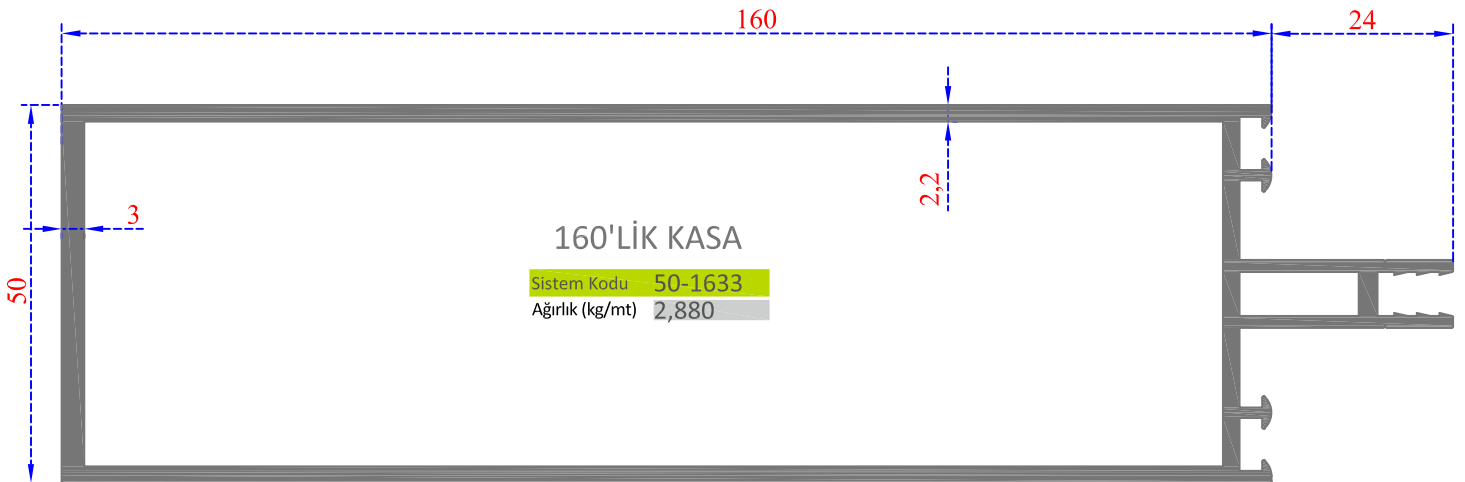 160
24
2,2
3
50
160'LİK KASA
Sistem Kodu 50-1633
Ağırlık (kg/mt) 2,880